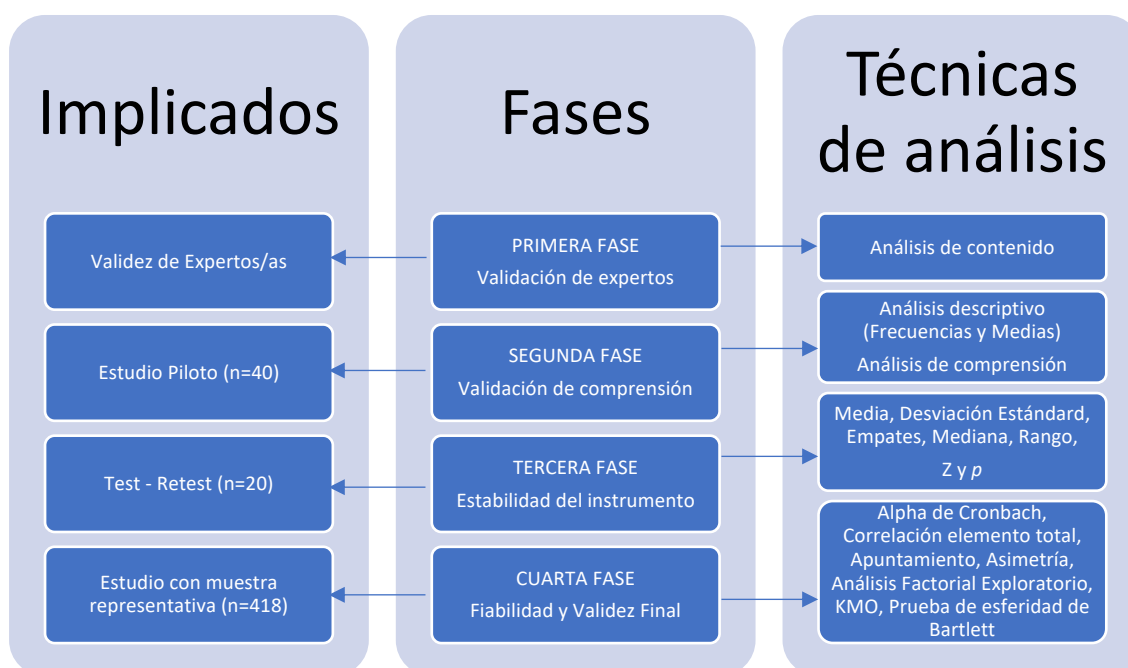 Implicados
Validez de Expertos/as
Estudio Piloto (n=40)
Test - Retest (n=20)
Estudio con muestra
representativa (n=418)
Fases
PRIMERA FASE
Validación de expertos
SEGUNDA FASE
Validación de comprensión
TERCERA FASE
Estabilidad del instrumento
CUARTA FASE
Fiabilidad y Validez Final
Técnicas
de análisis
Análisis de contenido
Análisis descriptivo
(Frecuencias y Medias)
Análisis de comprensión
Media, Desviación Estándard,
Empates, Mediana, Rango,
Z y p
Alpha de Cronbach,
Correlación elemento total,
Apuntamiento, Asimetría,
Análisis Factorial Exploratorio,
KMO, Prueba de esferidad de
Bartlett